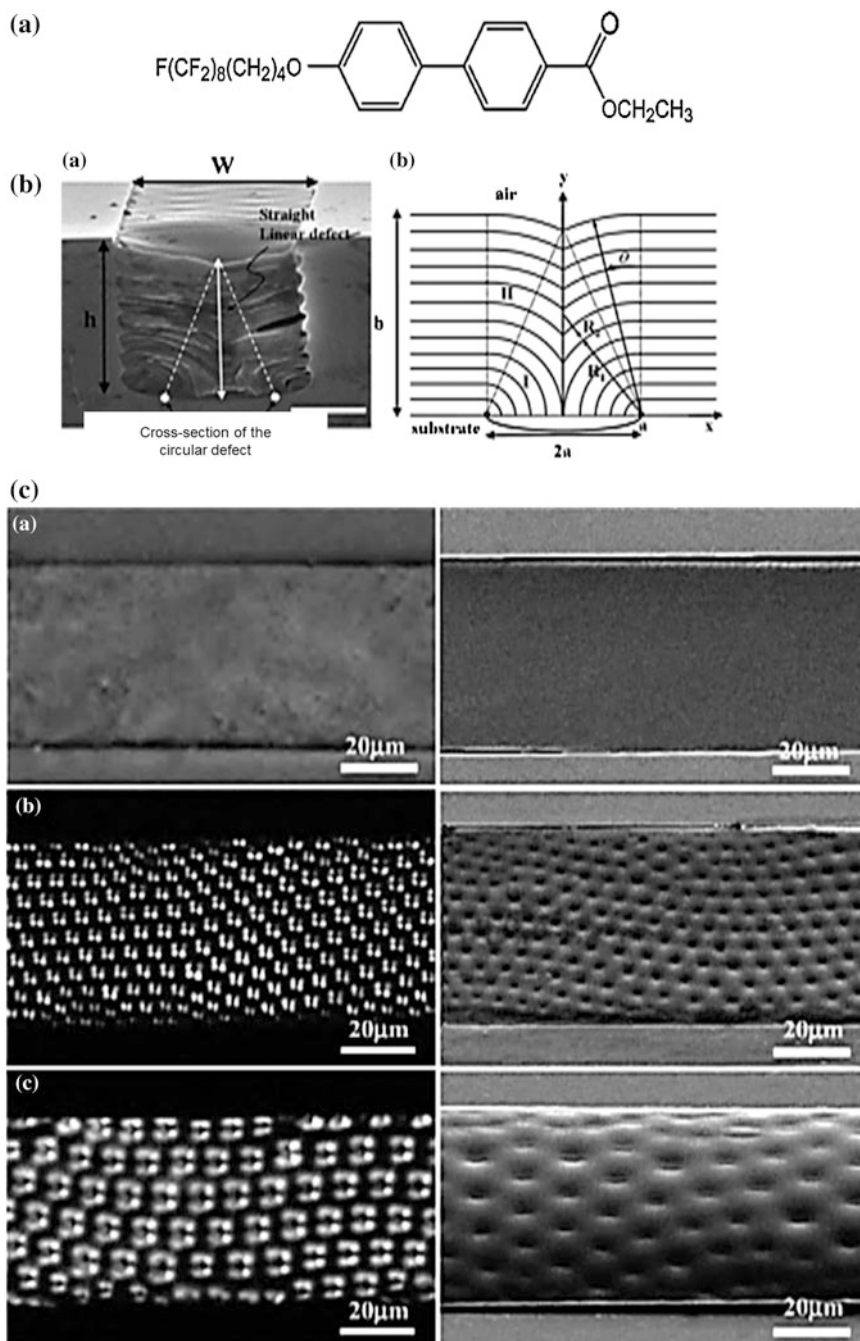 (a)
F(CF2)8(CH2)4O
O
OCH2CH3
(b)
(a)
W
Straight
Linear defect
h
Cross-section of the
circular defect
(b)
y
air
b
θ
II
R2
R1
I
substrate
a
x
2a
(c)
(a)
20μm
20μm
(b)
20μm
20μm
(c)
20μm
20μm